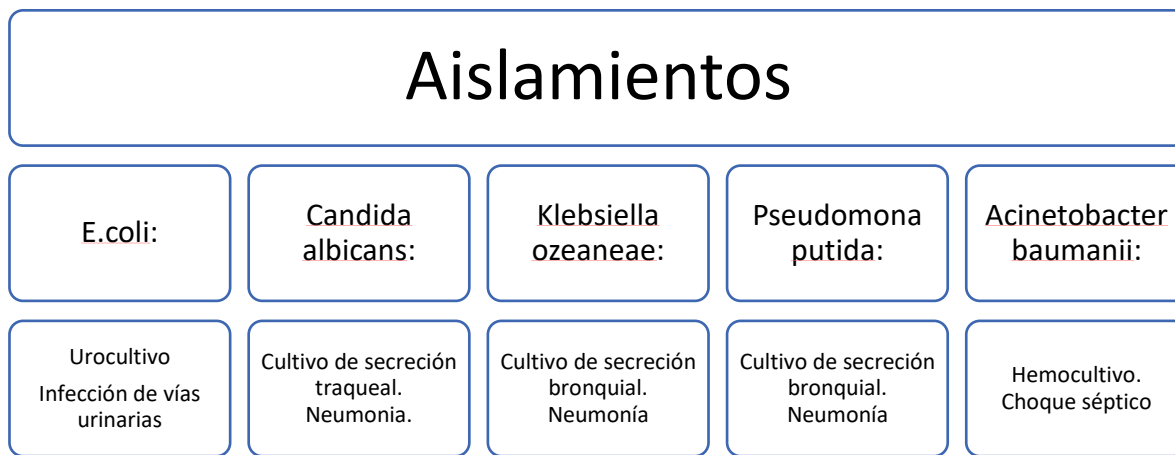 Aislamientos
E.coli:
Candida
albicans:
Klebsiella
ozeaneae:
Pseudomona
putida:
Acinetobacter
baumanii:
Urocultivo
Infección de vías
urinarias
Cultivo de secreción
traqueal.
Neumonia.
Cultivo de secreción
bronquial.
Neumonía
Cultivo de secreción
bronquial.
Neumonía
Hemocultivo.
Choque séptico